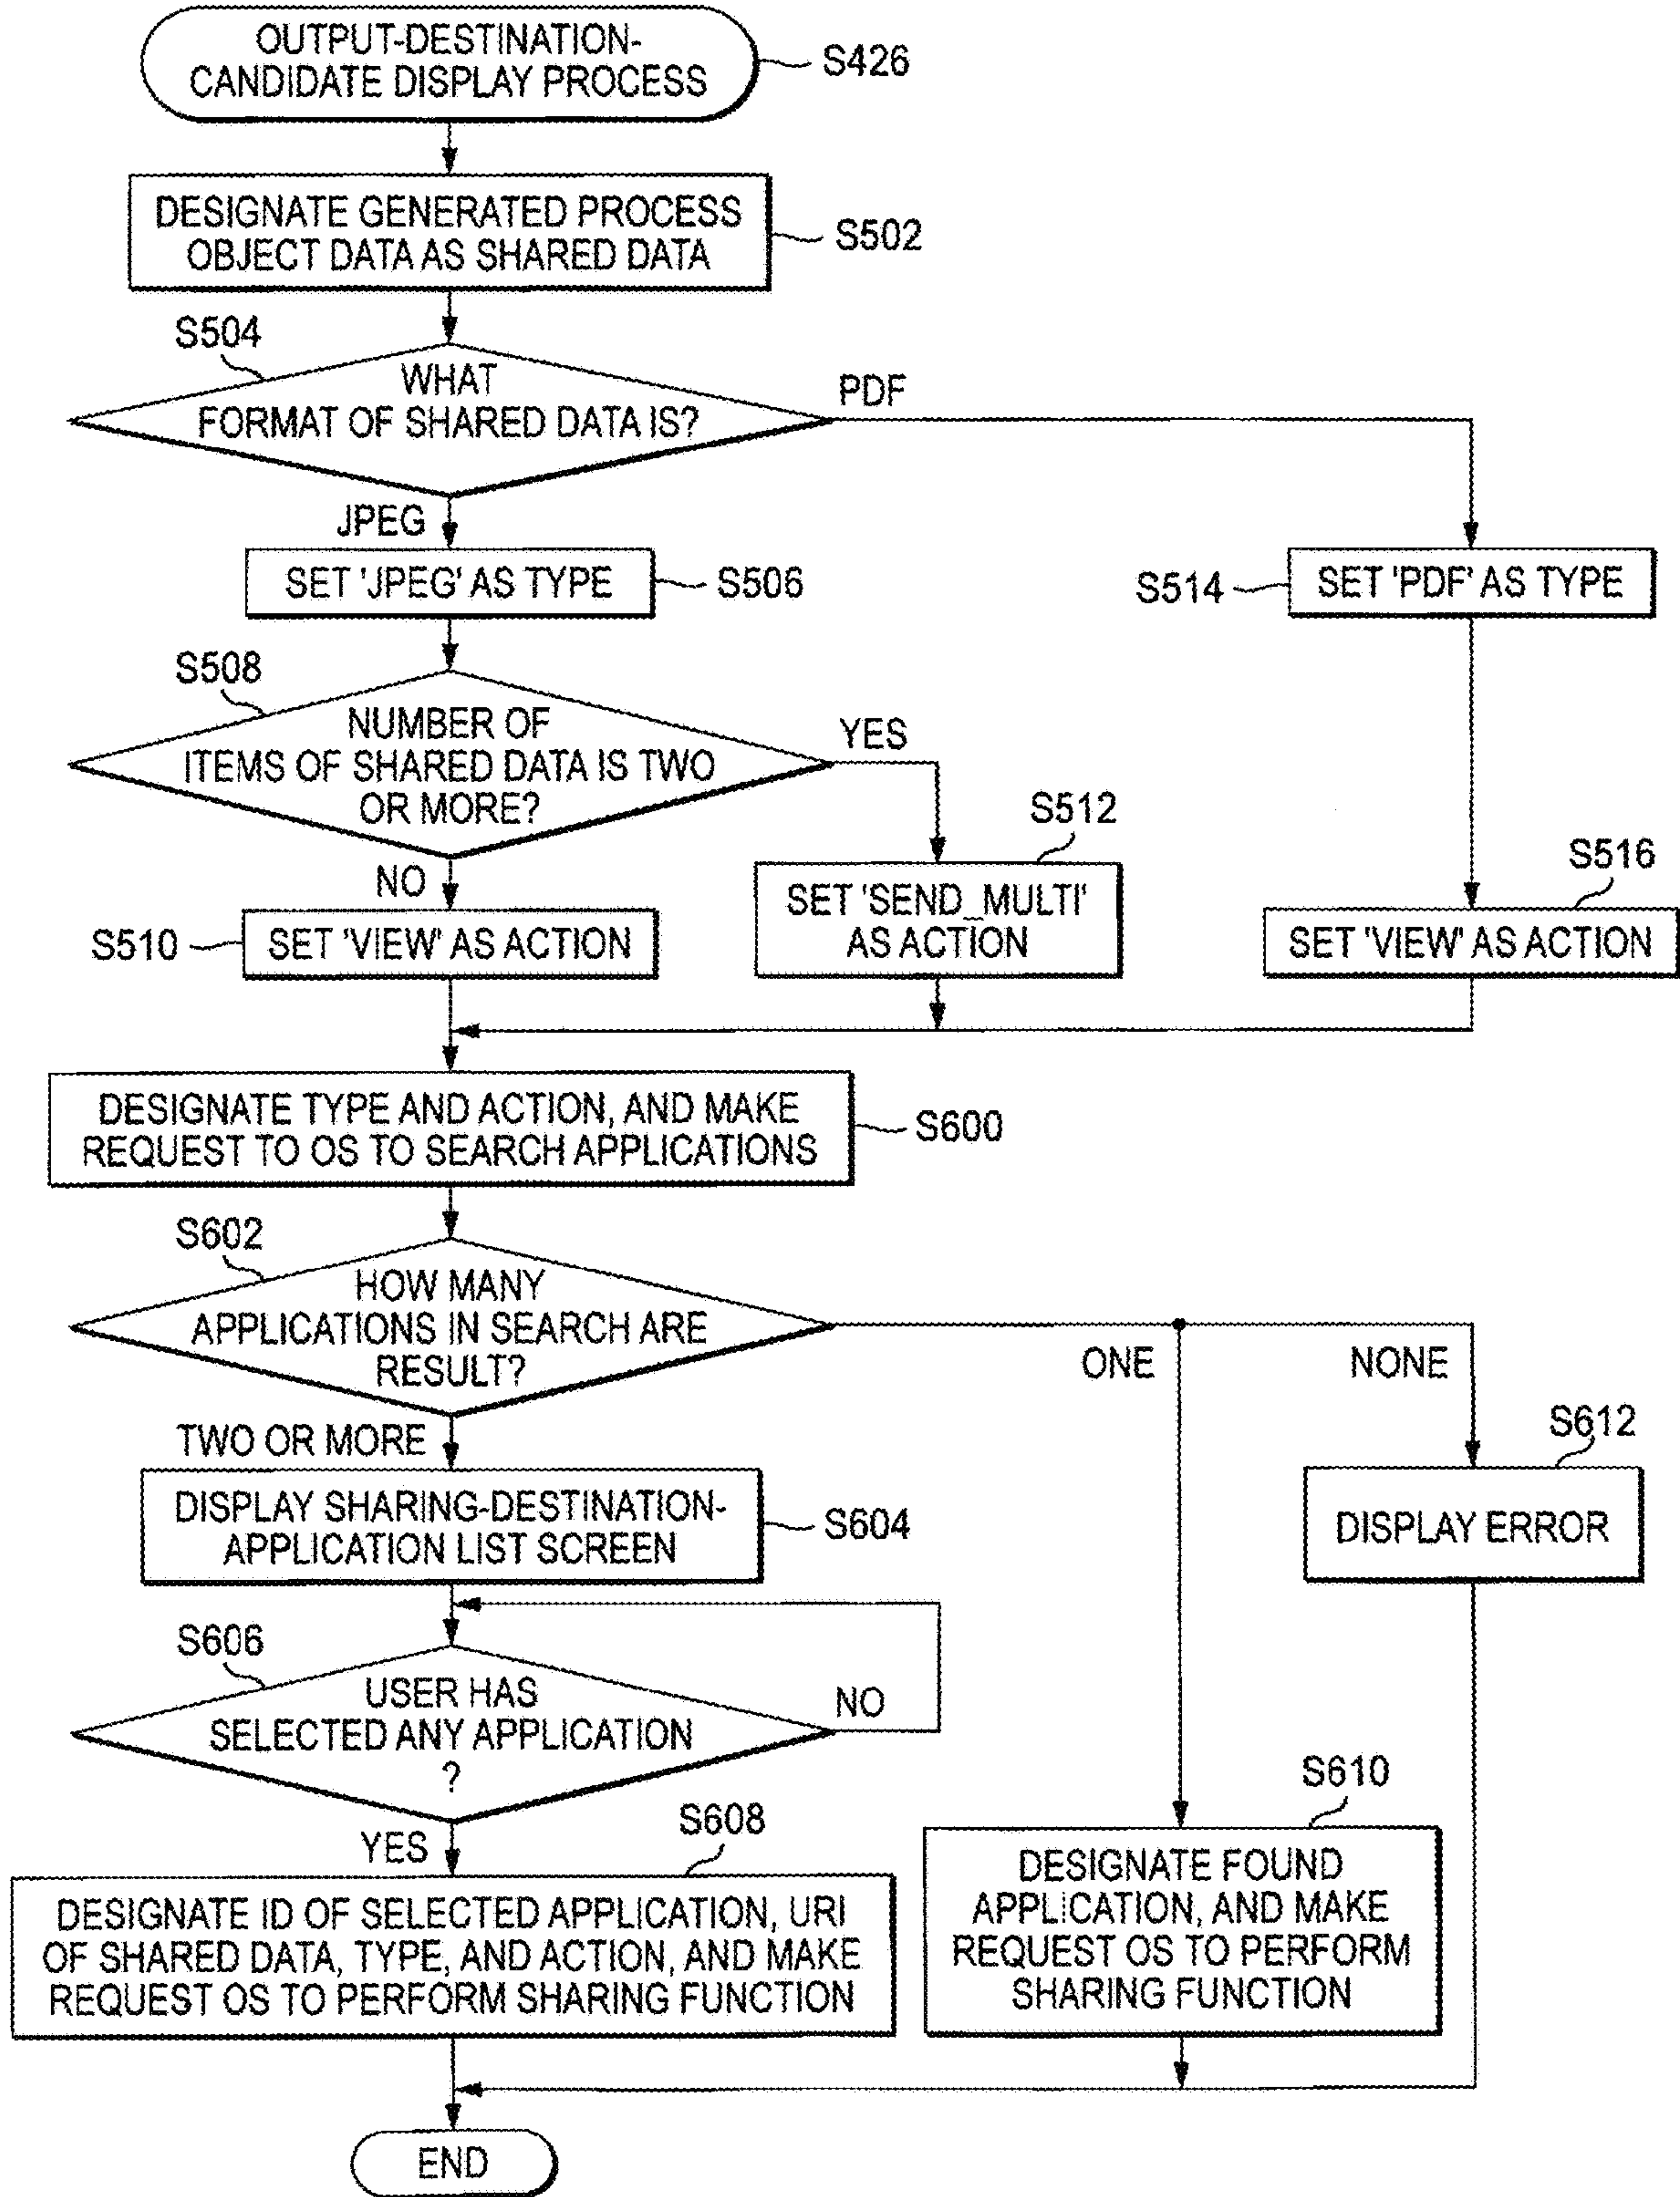 OUTPUT-DESTINATION-
CANDIDATE DISPLAY PROCESS
S426
DESIGNATE GENERATED PROCESS
OBJECT DATA AS SHARED DATA
S502
S504
WHAT
FORMAT OF SHARED DATA IS?
PDF
JPEG
SET 'JPEG' AS TYPE
S506
S514
SET 'PDF' AS TYPE
S508
NUMBER OF
ITEMS OF SHARED DATA IS TWO
OR MORE?
YES
NO
S510
SET 'VIEW' AS ACTION
S512
SET 'SEND_MULTI'
AS ACTION
S516
SET 'VIEW' AS ACTION
DESIGNATE TYPE AND ACTION, AND MAKE
REQUEST TO OS TO SEARCH APPLICATIONS
S600
S602
HOW MANY
APPLICATIONS IN SEARCH ARE
RESULT?
ONE
NONE
TWO OR MORE
DISPLAY SHARING-DESTINATION-
APPLICATION LIST SCREEN
S604
S612
DISPLAY ERROR
S606
USER HAS
SELECTED ANY APPLICATION
?
NO
YES
S608
DESIGNATE ID OF SELECTED APPLICATION, URI
OF SHARED DATA, TYPE, AND ACTION, AND MAKE
REQUEST OS TO PERFORM SHARING FUNCTION
S610
DESIGNATE FOUND
APPLICATION, AND MAKE
REQUEST OS TO PERFORM
SHARING FUNCTION
END